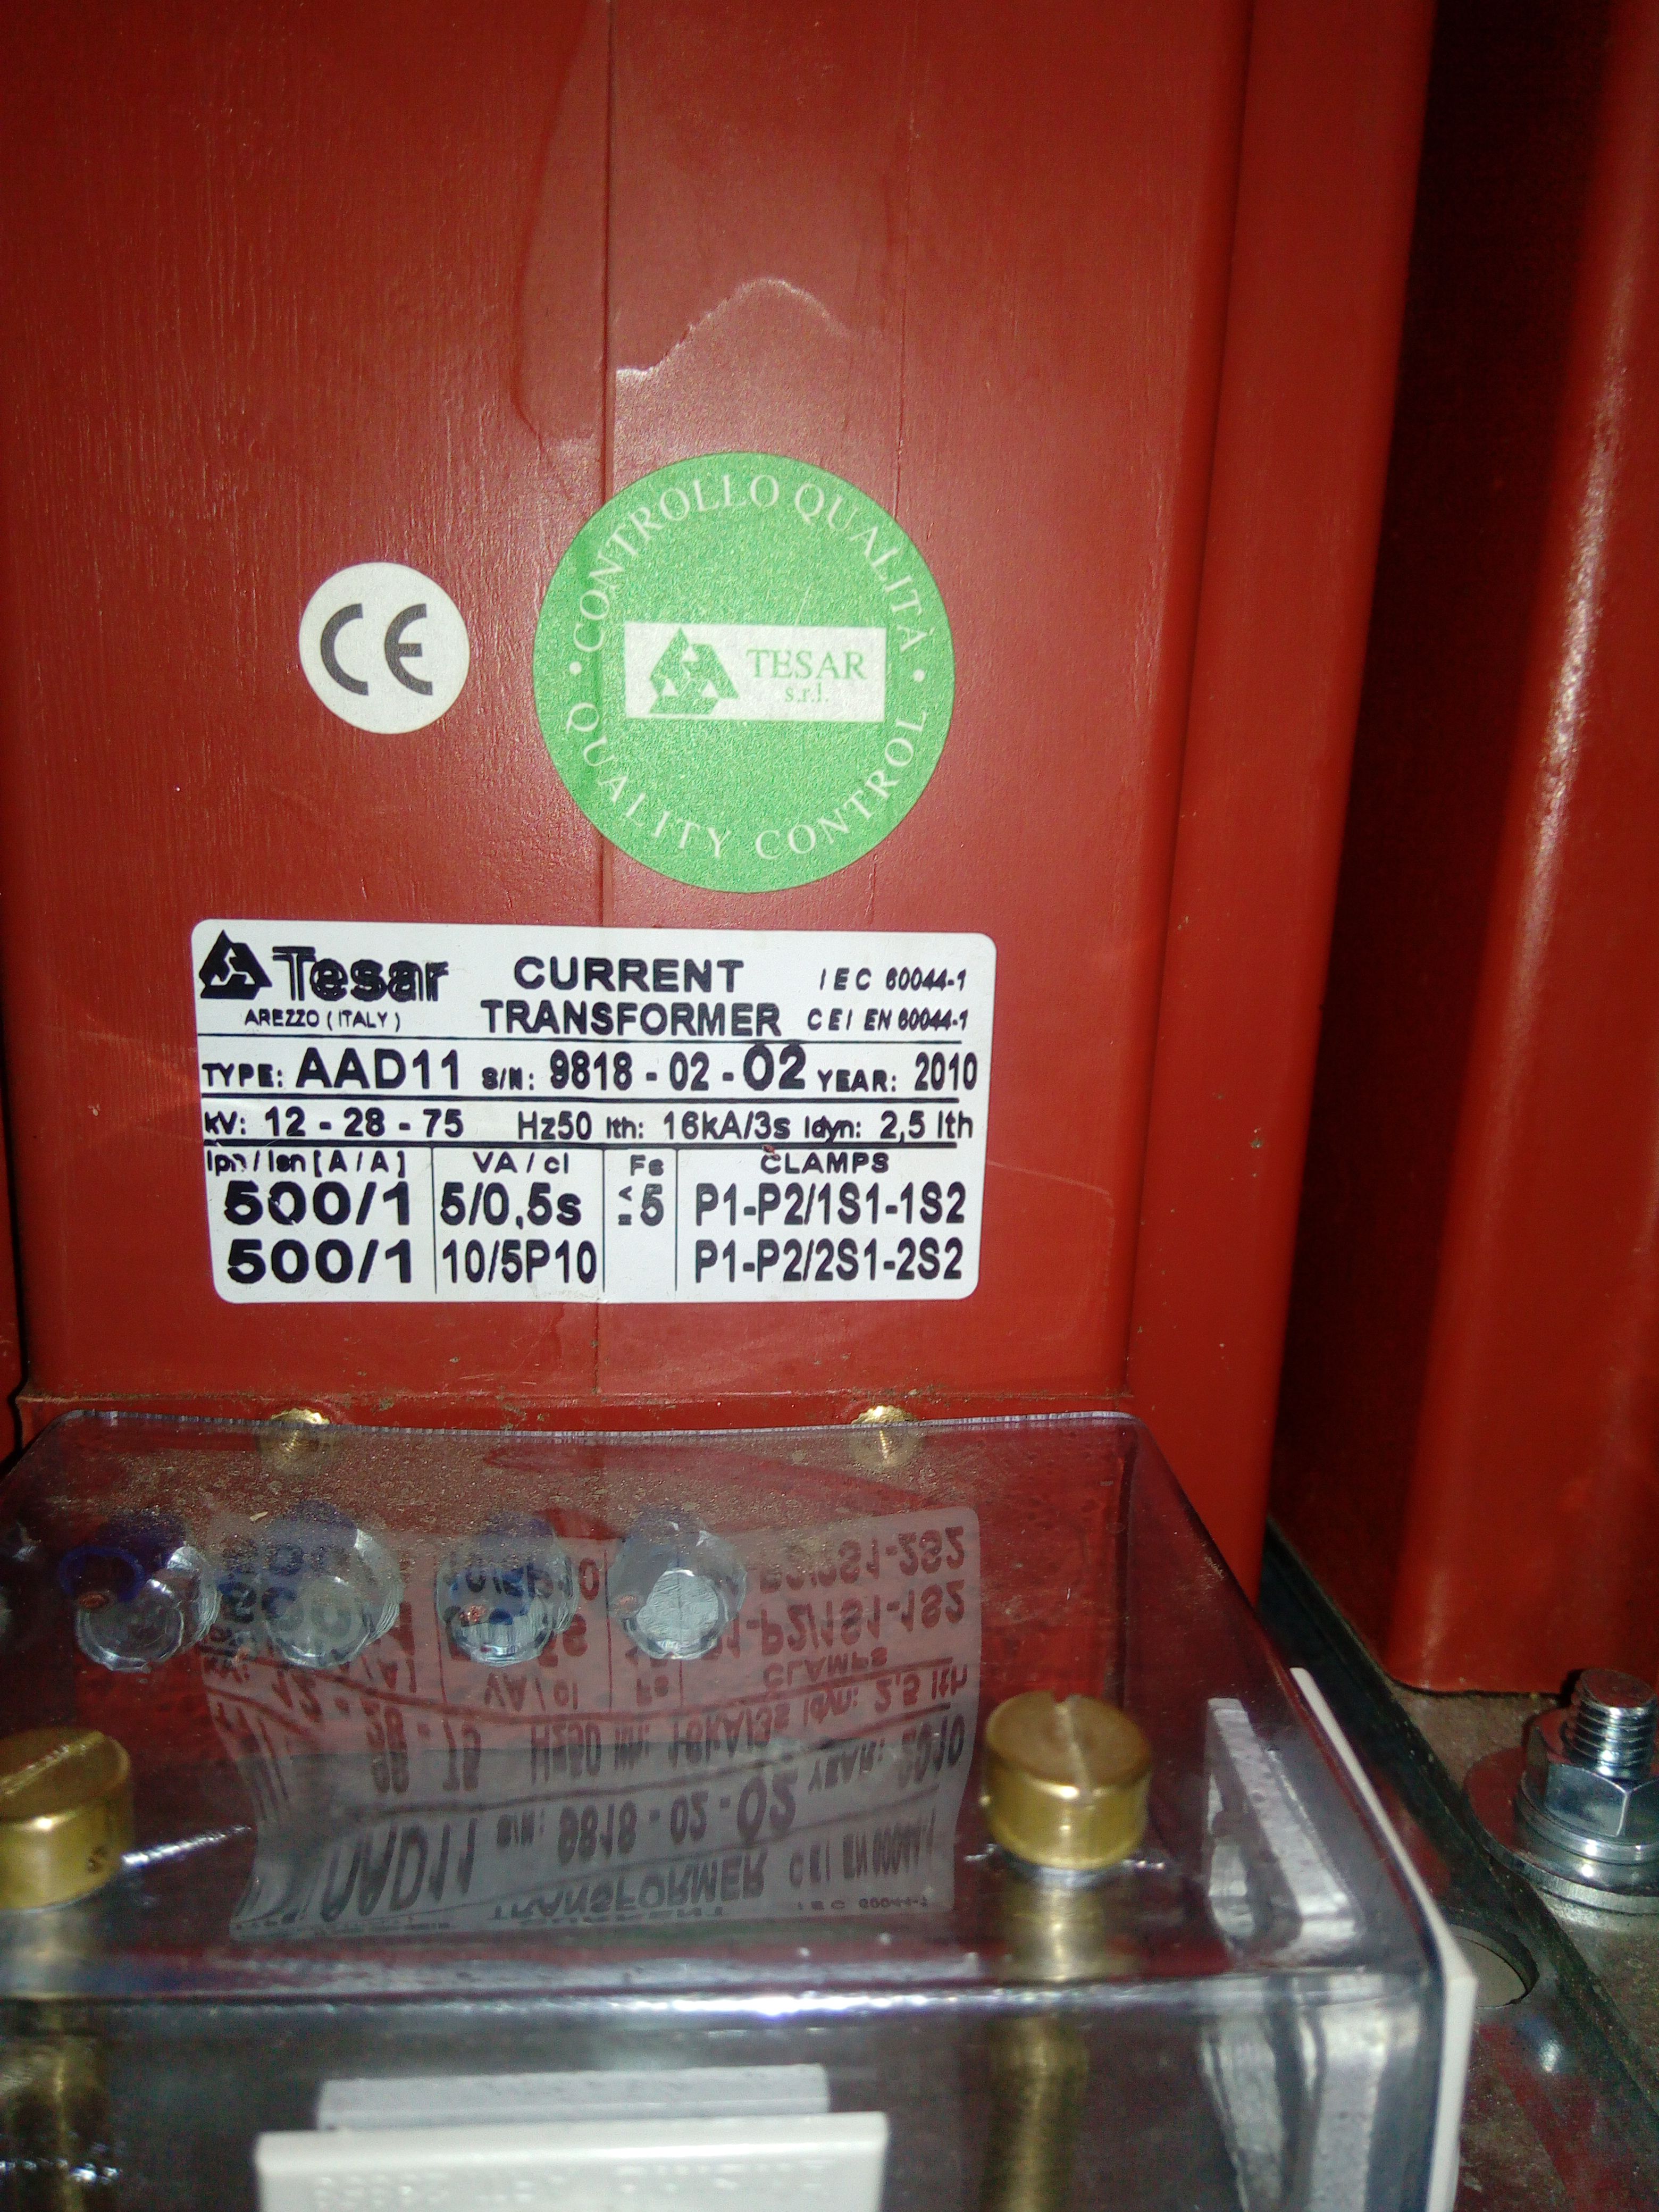 CONTROLLO QUALITA
CE
TESAR
s.r.l.
QUALITY CONTROL
Tesar CURRENT IEC 60044-1
AREZZO (ITALY) TRANSFORMER CEI EN 60044-1
TYPE: AAD11 S/N: 9818 - 02 - 02 YEAR: 2010
kV: 12 - 28 - 75 Hz50 Ith: 16kA/3s Idyn: 2,5 Ith
Ipn / Isn [ A / A ] VA / cl Fs CLAMPS
500/1 5/0,5s ≤5 P1-P2/1S1-1S2
500/1 10/5P10 P1-P2/2S1-2S2